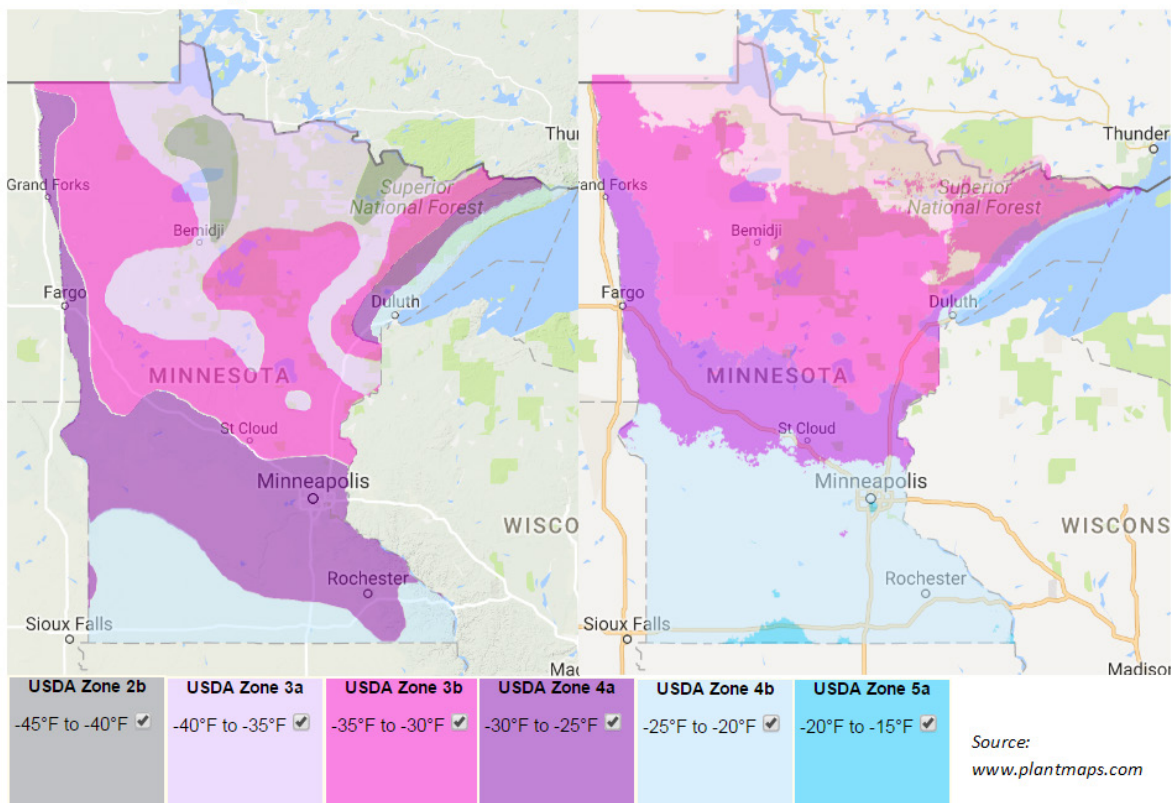 Thu
Grand Forks
Superior
National Forest
Bemidji
Fargo
Duluth
MINNESOTA
St Cloud
Minneapolis
WISCO
Rochester
Sioux Falls
Mad
Thunder
rand Forks
Superior
National Forest
Bemidji
Fargo
Duluth
MINNESOTA
St Cloud
Minneapolis
WISCONS
Rochester
Sioux Falls
Madison
USDA Zone 2b
-45°F to -40°F
USDA Zone 3a
-40°F to -35°F
USDA Zone 3b
-35°F to -30°F
USDA Zone 4a
-30°F to -25°F
USDA Zone 4b
-25°F to -20°F
USDA Zone 5a
-20°F to -15°F
Source:
www.plantmaps.com